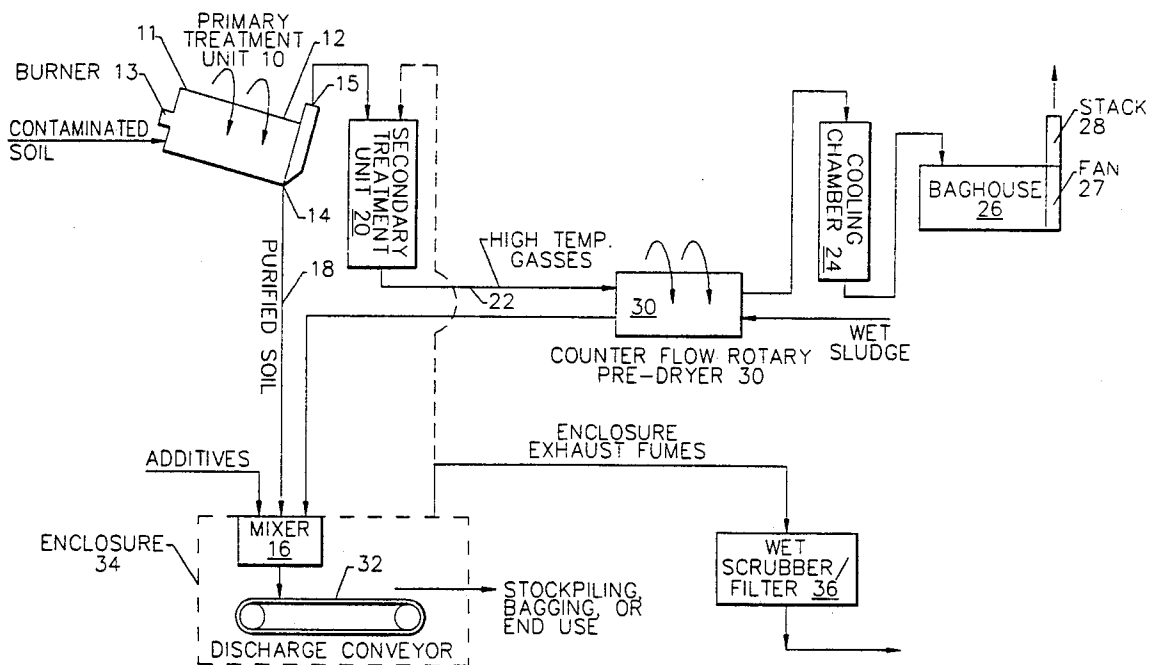 PRIMARY
TREATMENT
UNIT 10
11
12
15
BURNER 13
CONTAMINATED
SOIL
14
SECONDARY
TREATMENT
UNIT 20
COOLING
CHAMBER 24
STACK
28
FAN
27
BAGHOUSE
26
PURIFIED SOIL
18
HIGH TEMP.
GASSES
22
30
WET
SLUDGE
COUNTER FLOW ROTARY
PRE-DRYER 30
ADDITIVES
ENCLOSURE
EXHAUST FUMES
MIXER
16
ENCLOSURE
34
32
STOCKPILING,
BAGGING, OR
END USE
WET
SCRUBBER/
FILTER 36
DISCHARGE CONVEYOR